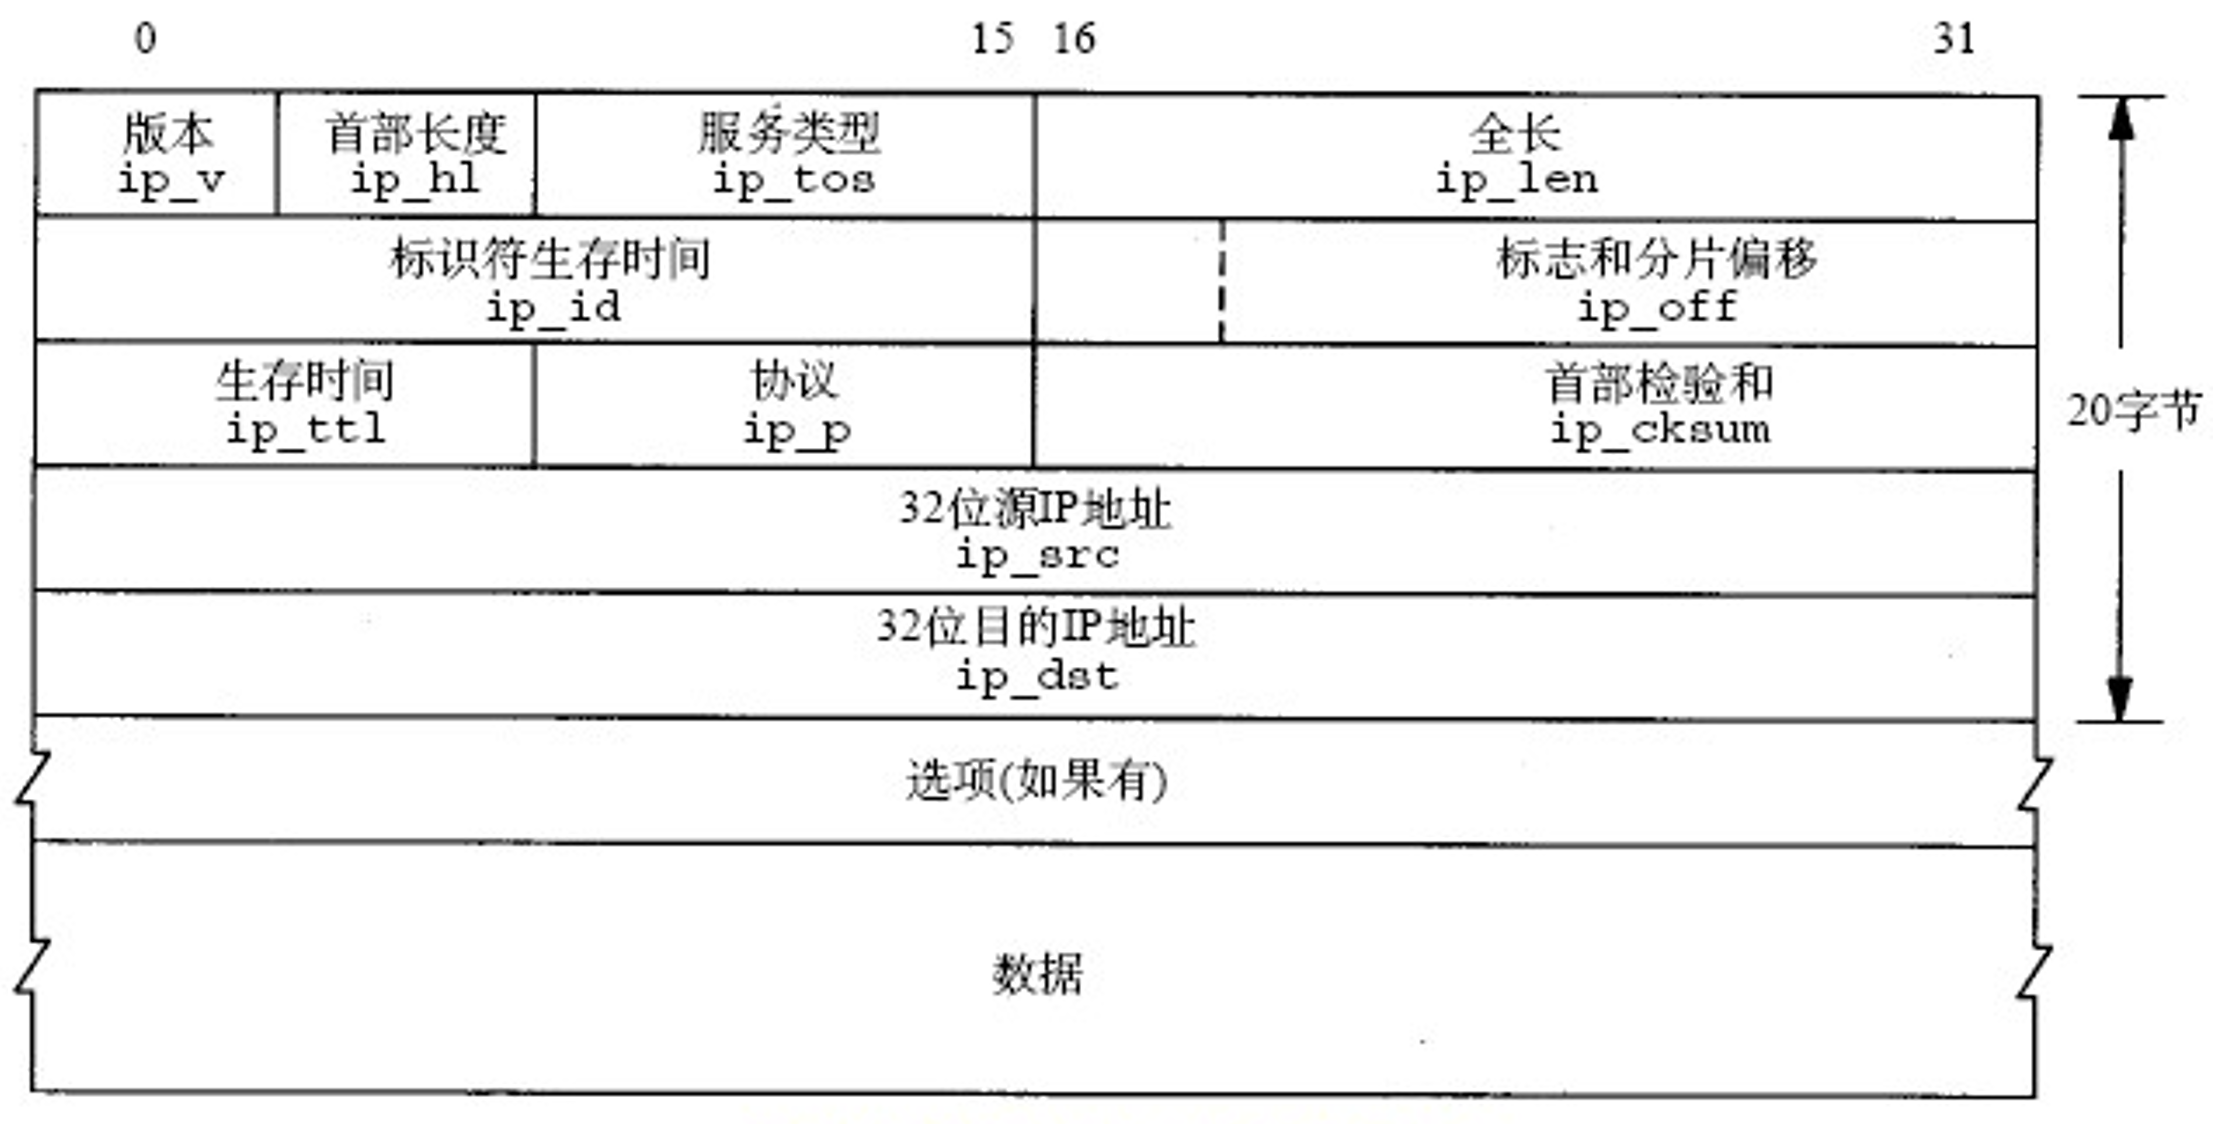 0 15 16 31
版本 首部长度 服务类型 全长
ip_v ip_hl ip_tos ip_len
标识符生存时间 标志和分片偏移
ip_id ip_off
生存时间 协议 首部检验和
ip_ttl ip_p ip_cksum
20字节
32位源IP地址
ip_src
32位目的IP地址
ip_dst
选项(如果有)
数据